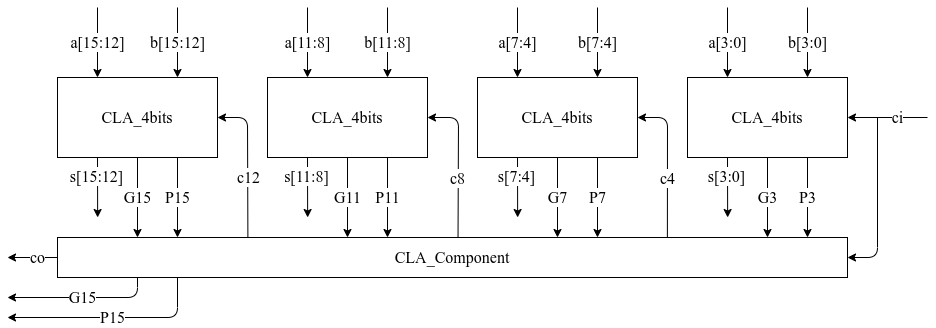 a[15:12] b[15:12] a[11:8] b[11:8] a[7:4] b[7:4] a[3:0] b[3:0]
CLA_4bits CLA_4bits CLA_4bits CLA_4bits ci
s[15:12] c12 s[11:8] c8 s[7:4] c4 s[3:0]
G15 P15 G11 P11 G7 P7 G3 P3
co CLA_Component
G15
P15